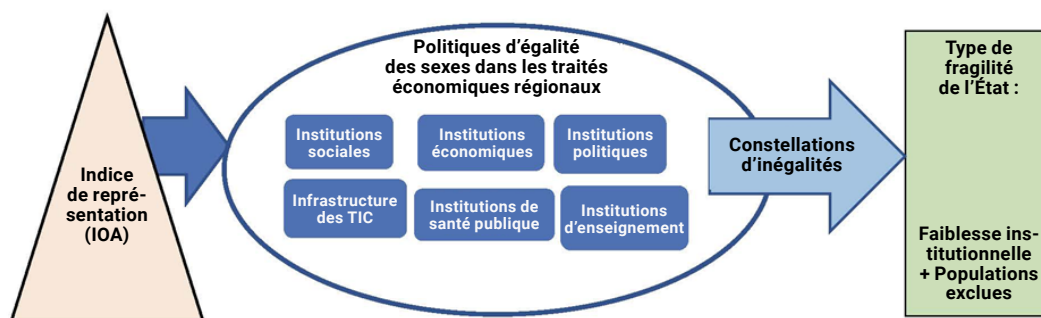 Indice
de repré-
sentation
(IOA)
Politiques d'égalité
des sexes dans les traités
économiques régionaux
Institutions
sociales
Institutions
économiques
Institutions
politiques
Infrastructure
des TIC
Institutions de
santé publique
Institutions
d'enseignement
Constellations
d'inégalités
Type de
fragilité
de l'État :
Faiblesse ins-
titutionnelle
+ Populations
exclues